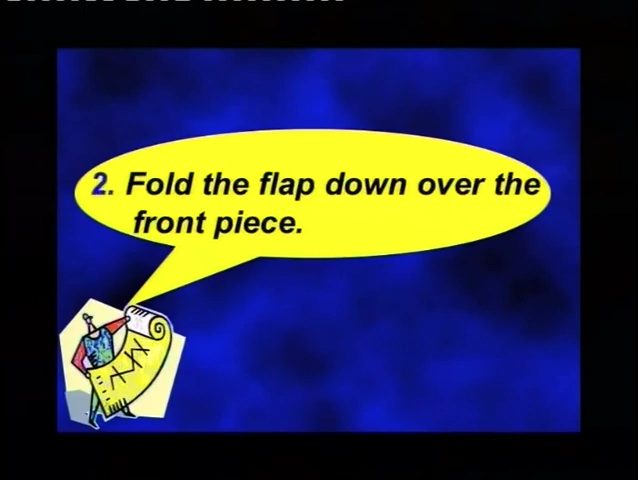 2. Fold the flap down over the
front piece.